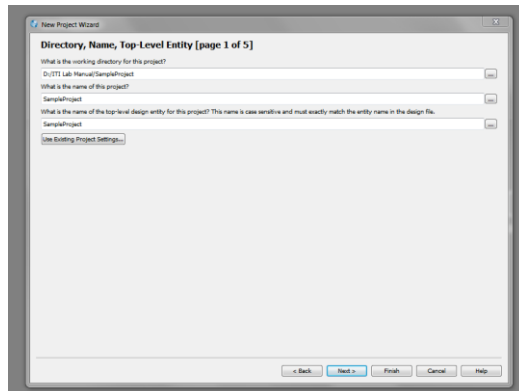 New Project Wizard
Directory, Name, Top-Level Entity [page 1 of 5]
What is the working directory for this project?
D:/ITI Lab Manual/SampleProject
...
What is the name of this project?
SampleProject
...
What is the name of the top-level design entity for this project? This name is case sensitive and must exactly match the entity name in the design file.
SampleProject
...
Use Existing Project Settings...
< Back
Next >
Finish
Cancel
Help